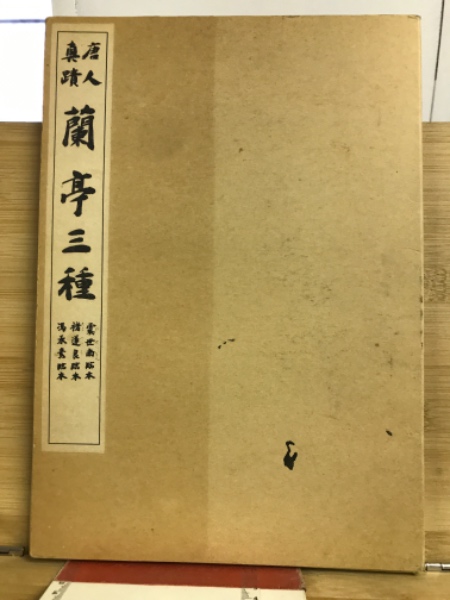 唐人
真蹟
蘭亭三種
虞世南臨本
褚遂良臨本
馮承素臨本